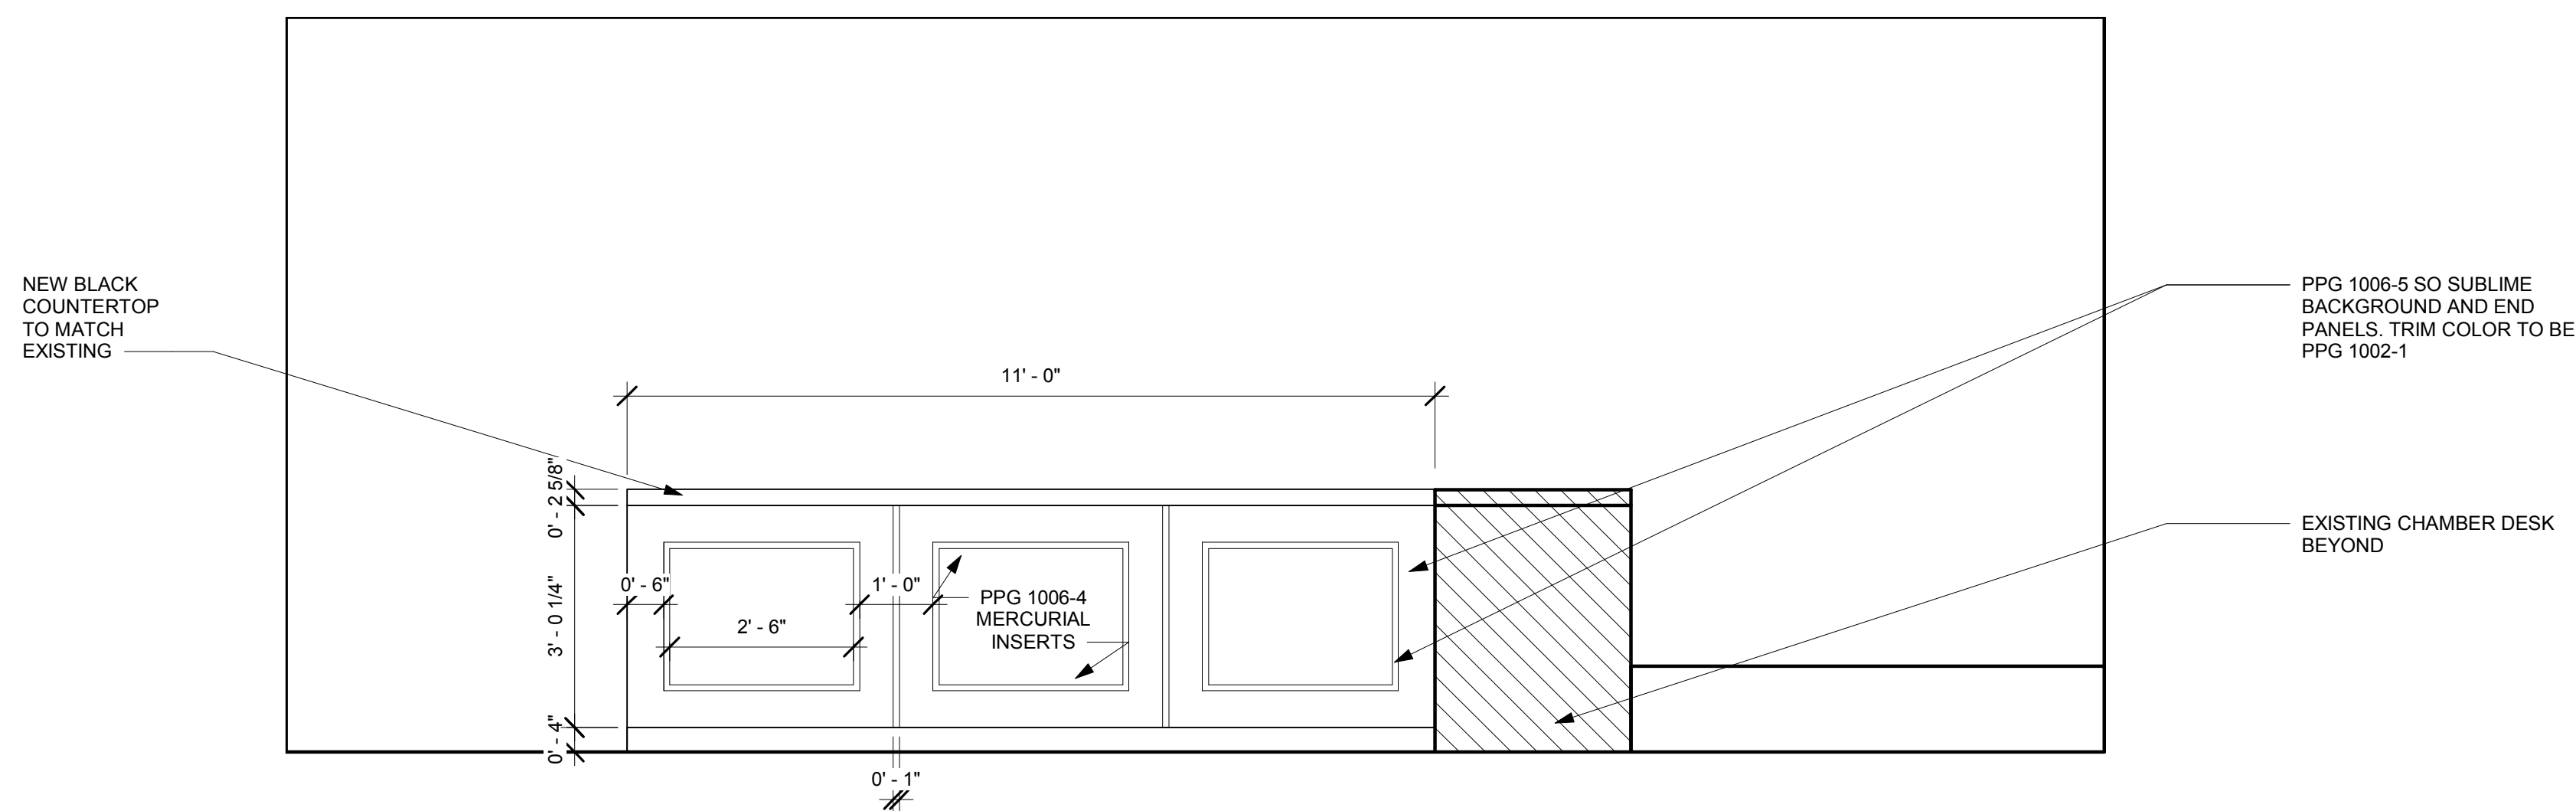 NEW BLACK
COUNTERTOP
TO MATCH
EXISTING
PPG 1006-5 SO SUBLIME
BACKGROUND AND END
PANELS. TRIM COLOR TO BE
PPG 1002-1
11' - 0"
0' - 2 5/8"
EXISTING CHAMBER DESK
BEYOND
3' - 0 1/4"
0' - 6"
1' - 0"
2' - 6"
PPG 1006-4
MERCURIAL
INSERTS
0' - 4"
0' - 1"